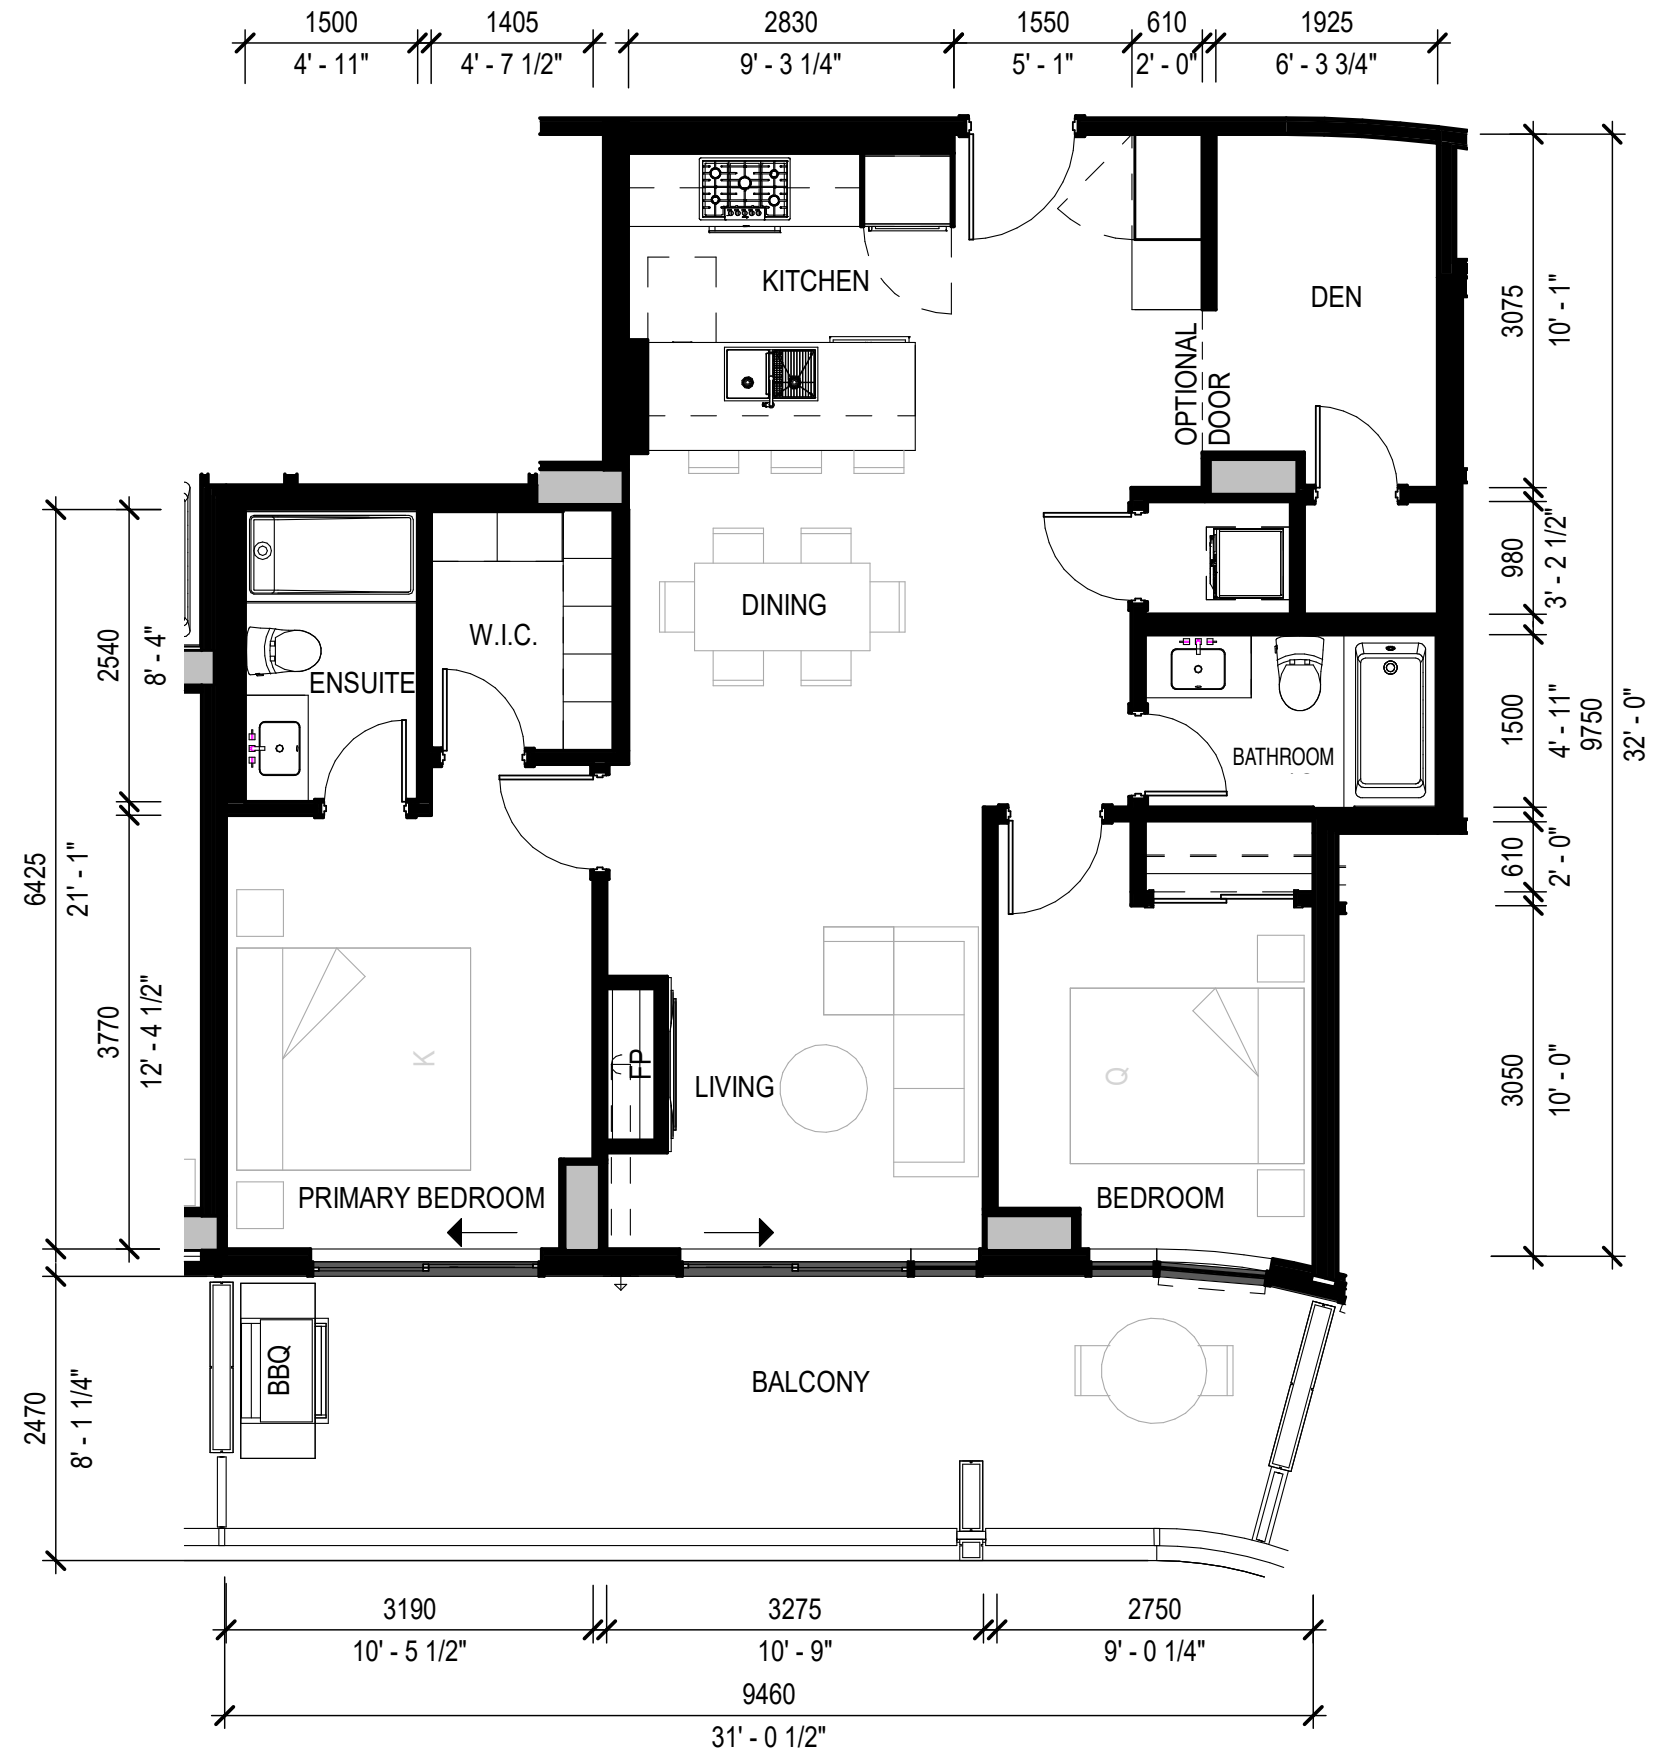 1500
1405
2830
1550
610
1925
4' - 11"
4' - 7 1/2"
9' - 3 1/4"
5' - 1"
2' - 0"
6' - 3 3/4"
KITCHEN
DEN
3075
10' - 1"
OPTIONAL
DOOR
980
3' - 2 1/2"
DINING
W.I.C.
ENSUITE
2540
8' - 4"
1500
4' - 11"
9750
32' - 0"
BATHROOM
6425
21' - 1"
610
2' - 0"
3770
12' - 4 1/2"
K
FP
LIVING
Q
3050
10' - 0"
PRIMARY BEDROOM
BEDROOM
BBQ
BALCONY
2470
8' - 1 1/4"
3190
3275
2750
10' - 5 1/2"
10' - 9"
9' - 0 1/4"
9460
31' - 0 1/2"